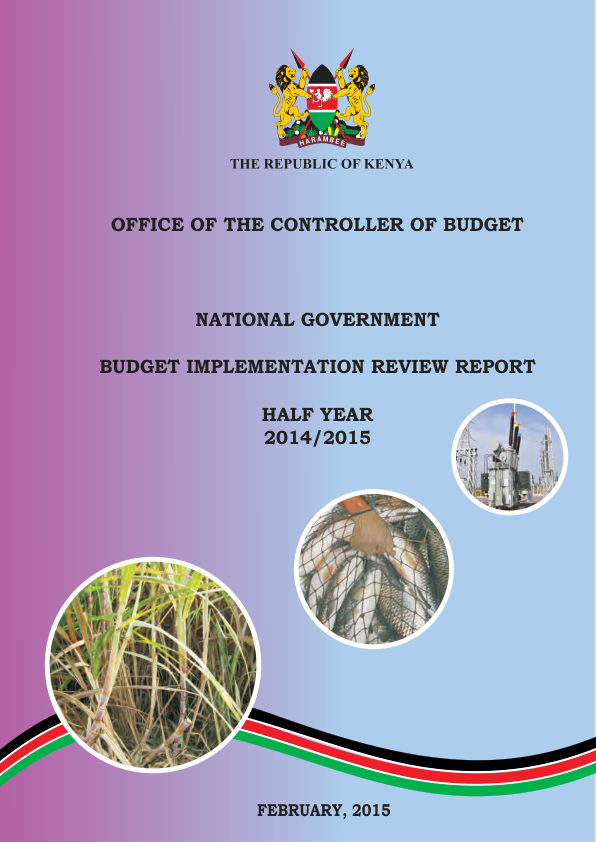 HARAMBEE
THE REPUBLIC OF KENYA
OFFICE OF THE CONTROLLER OF BUDGET
NATIONAL GOVERNMENT
BUDGET IMPLEMENTATION REVIEW REPORT
HALF YEAR
2014/2015
FEBRUARY, 2015